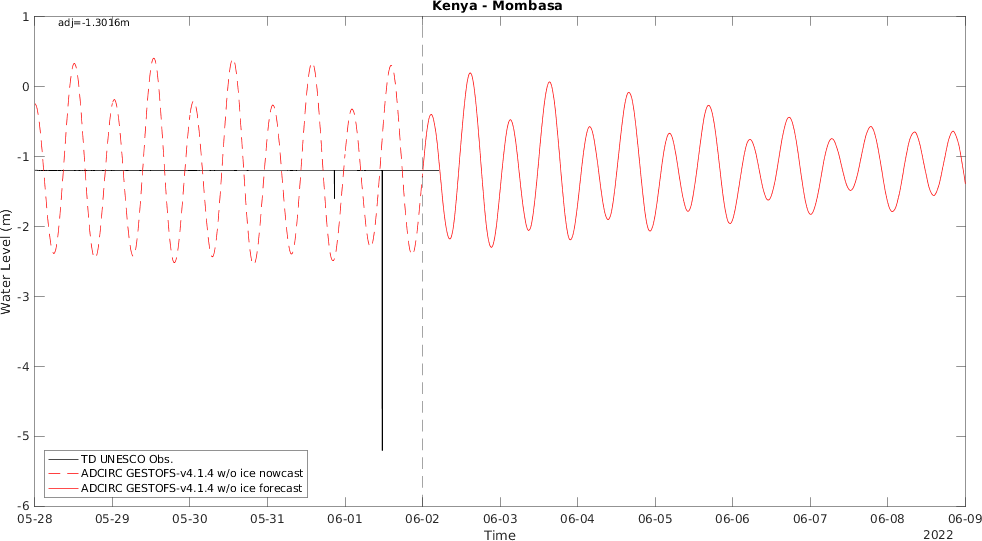 Kenya - Mombasa
adj=-1.3016m
1
0
-1
-2
-3
-4
-5
-6
Water Level (m)
TD UNESCO Obs.
ADCIRC GESTOFS-v4.1.4 w/o ice nowcast
ADCIRC GESTOFS-v4.1.4 w/o ice forecast
05-28 05-29 05-30 05-31 06-01 06-02 06-03 06-04 06-05 06-06 06-07 06-08 06-09
Time
2022